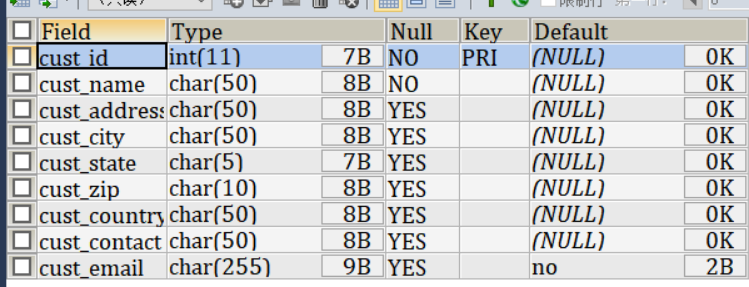 Field Type Null Key Default
cust_id int(11) 7B NO PRI (NULL) 0K
cust_name char(50) 8B NO (NULL) 0K
cust_address char(50) 8B YES (NULL) 0K
cust_city char(50) 8B YES (NULL) 0K
cust_state char(5) 7B YES (NULL) 0K
cust_zip char(10) 8B YES (NULL) 0K
cust_country char(50) 8B YES (NULL) 0K
cust_contact char(50) 8B YES (NULL) 0K
cust_email char(255) 9B YES no 2B